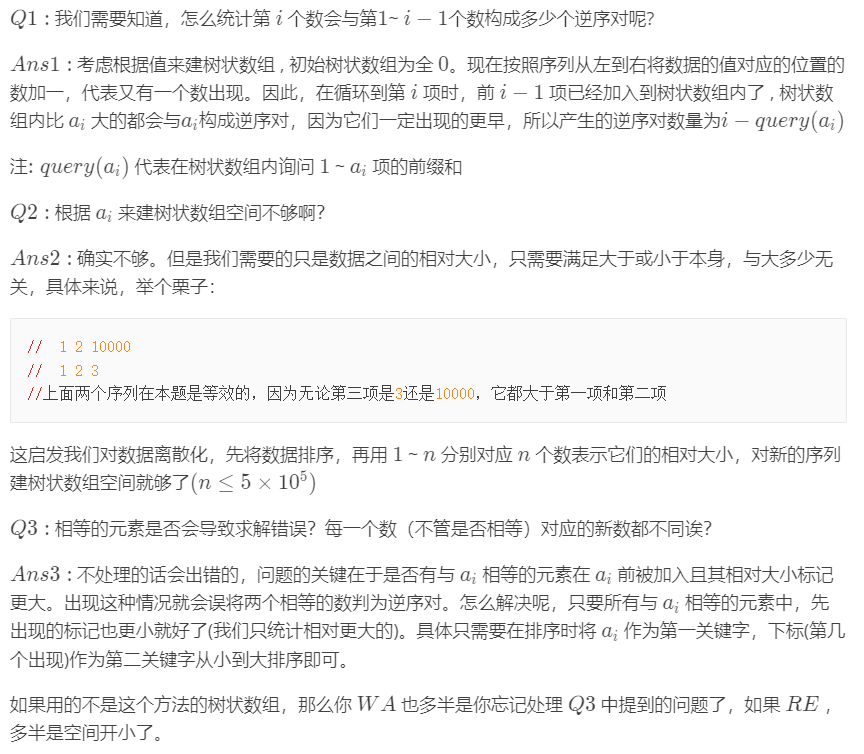 Q1：我们需要知道，怎么统计第 i 个数会与第1~ i − 1个数构成多少个逆序对呢？
Ans1：考虑根据值来建树状数组 , 初始树状数组为全 0。现在按照序列从左到右将数据的值对应的位置的
数加一，代表又有一个数出现。因此，在循环到第 i 项时，前 i − 1 项已经加入到树状数组内了 , 树状数
组内比 aᵢ 大的都会与aᵢ构成逆序对，因为它们一定出现的更早，所以产生的逆序对数量为i − query(aᵢ)
注: query(aᵢ) 代表在树状数组内询问 1 ~ aᵢ 项的前缀和
Q2：根据 aᵢ 来建树状数组空间不够啊？
Ans2：确实不够。但是我们需要的只是数据之间的相对大小，只需要满足大于或小于本身，与大多少无
关，具体来说，举个栗子：
// 1 2 10000
// 1 2 3
//上面两个序列在本题是等效的，因为无论第三项是3还是10000，它都大于第一项和第二项
这启发我们对数据离散化，先将数据排序，再用 1 ~ n 分别对应 n 个数表示它们的相对大小，对新的序列
建树状数组空间就够了(n ≤ 5 × 10⁵)
Q3：相等的元素是否会导致求解错误？每一个数（不管是否相等）对应的新数都不同诶？
Ans3：不处理的话会出错的，问题的关键在于是否有与 aᵢ 相等的元素在 aᵢ 前被加入且其相对大小标记
更大。出现这种情况就会误将两个相等的数判为逆序对。怎么解决呢，只要所有与 aᵢ 相等的元素中，先
出现的标记也更小就好了(我们只统计相对更大的)。具体只需要在排序时将 aᵢ 作为第一关键字，下标(第几
个出现)作为第二关键字从小到大排序即可。
如果用的不是这个方法的树状数组，那么你 WA 也多半是你忘记处理 Q3 中提到的问题了，如果 RE ，
多半是空间开小了。